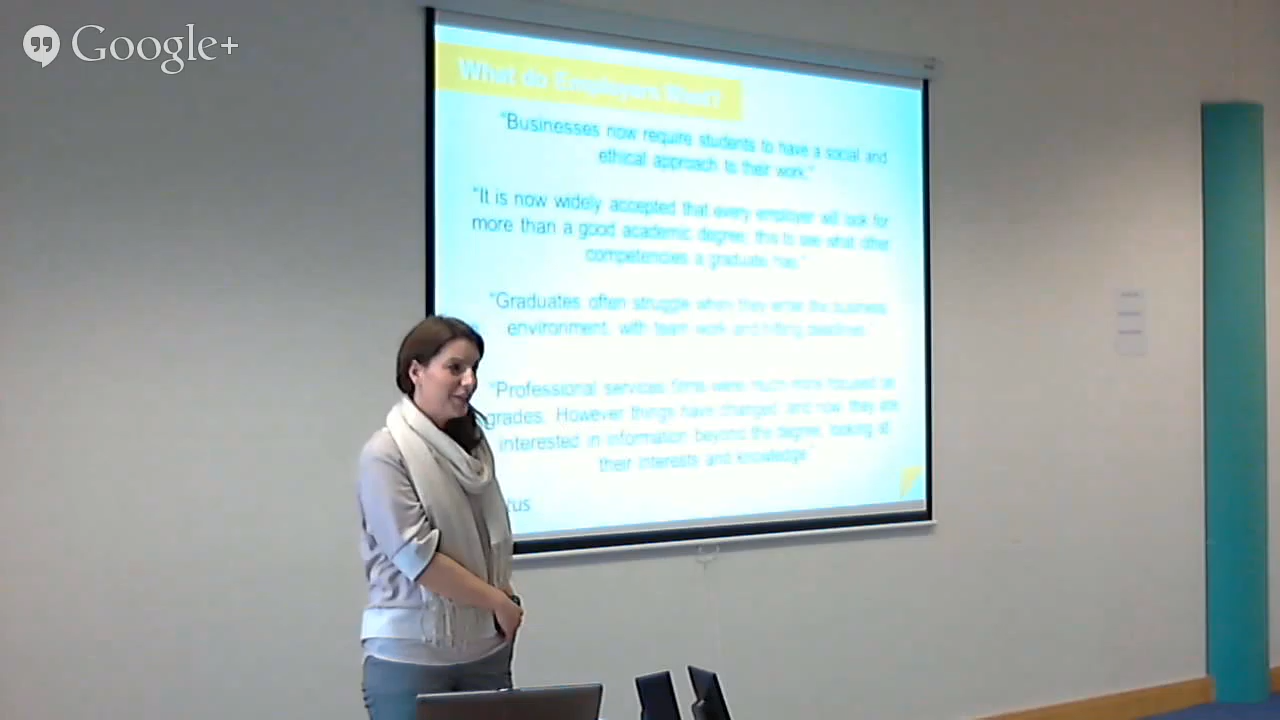 Google+
What do Employers Want?
"Businesses now require students to have a social and
ethical approach to their work."
"It is now widely accepted that every employer will look for
more than a good academic degree; this to see what other
competencies a graduate has."
"Graduates often struggle when they enter the business
environment, with team work and hitting deadlines.
"Professional services firms were much more focused on
grades. However things have changed and now they are
interested in information beyond the degree, looking at
their interests and knowledge"
tus